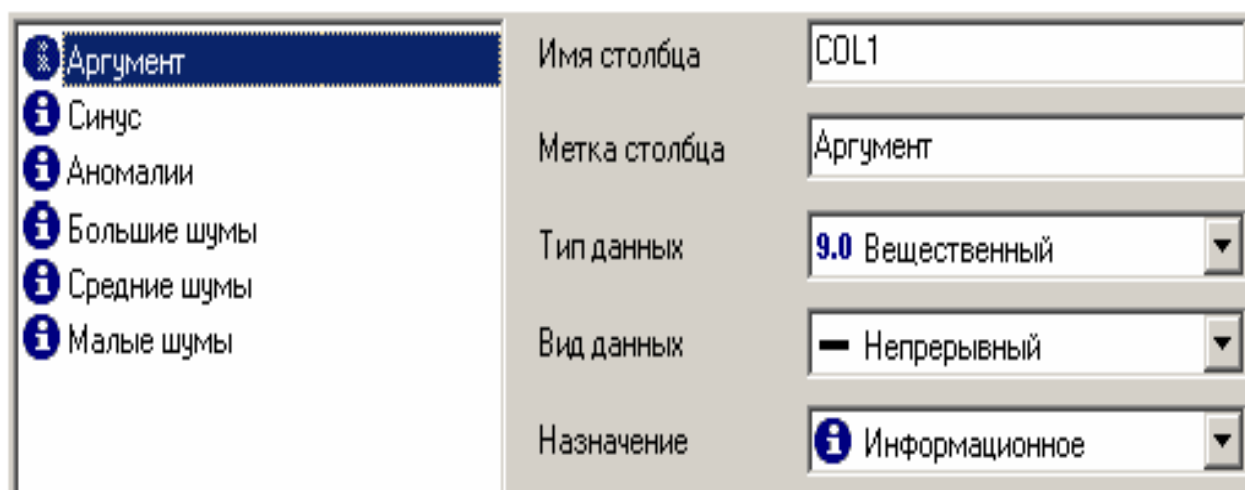 Аргумент
Синус
Аномалии
Большие шумы
Средние шумы
Малые шумы
Имя столбца COL1
Метка столбца Аргумент
Тип данных 9.0 Вещественный
Вид данных Непрерывный
Назначение Информационное